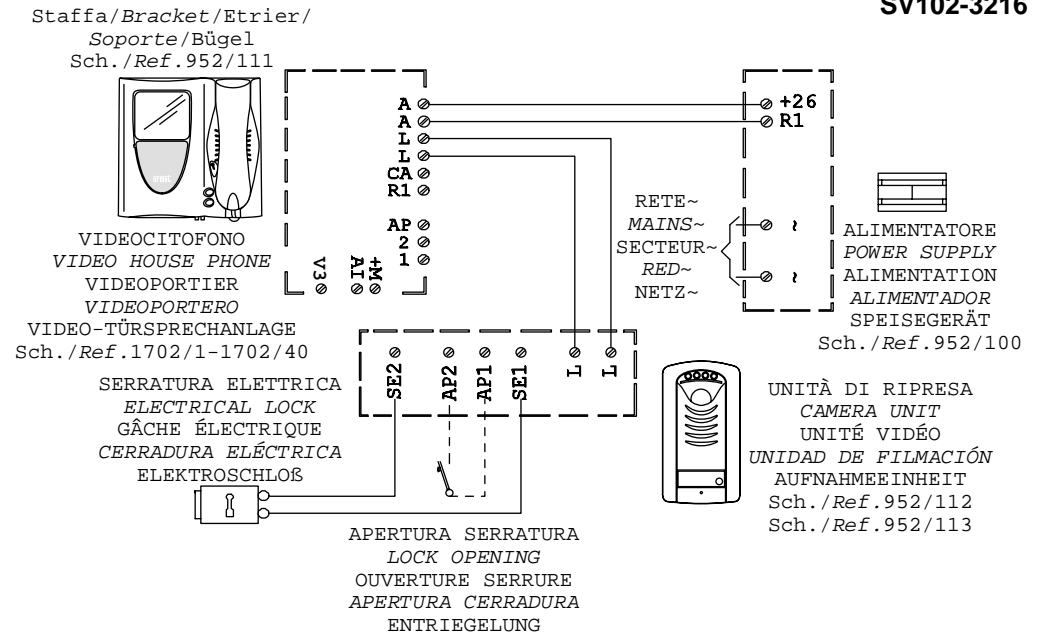 SV102-3216
Staffa/Bracket/Etrier/
Soporte/Bügel
Sch./Ref.952/111
VIDEOCITOFONO
VIDEO HOUSE PHONE
VIDEOPORTIER
VIDEOPORTERO
VIDEO-TÜRSPRECHANLAGE
Sch./Ref.1702/1-1702/40
A
A
L
L
CA
R1
AP
2
1
V3
AI
+M
+26
R1
~
~
RETE~
MAINS~
SECTEUR~
RED~
NETZ~
ALIMENTATORE
POWER SUPPLY
ALIMENTATION
ALIMENTADOR
SPEISEGERÄT
Sch./Ref.952/100
SE2
AP2
AP1
SE1
L
L
SERRATURA ELETTRICA
ELECTRICAL LOCK
GÂCHE ÉLECTRIQUE
CERRADURA ELÉCTRICA
ELEKTROSCHLOß
APERTURA SERRATURA
LOCK OPENING
OUVERTURE SERRURE
APERTURA CERRADURA
ENTRIEGELUNG
UNITÀ DI RIPRESA
CAMERA UNIT
UNITÉ VIDÉO
UNIDAD DE FILMACIÓN
AUFNAHMEEINHEIT
Sch./Ref.952/112
Sch./Ref.952/113